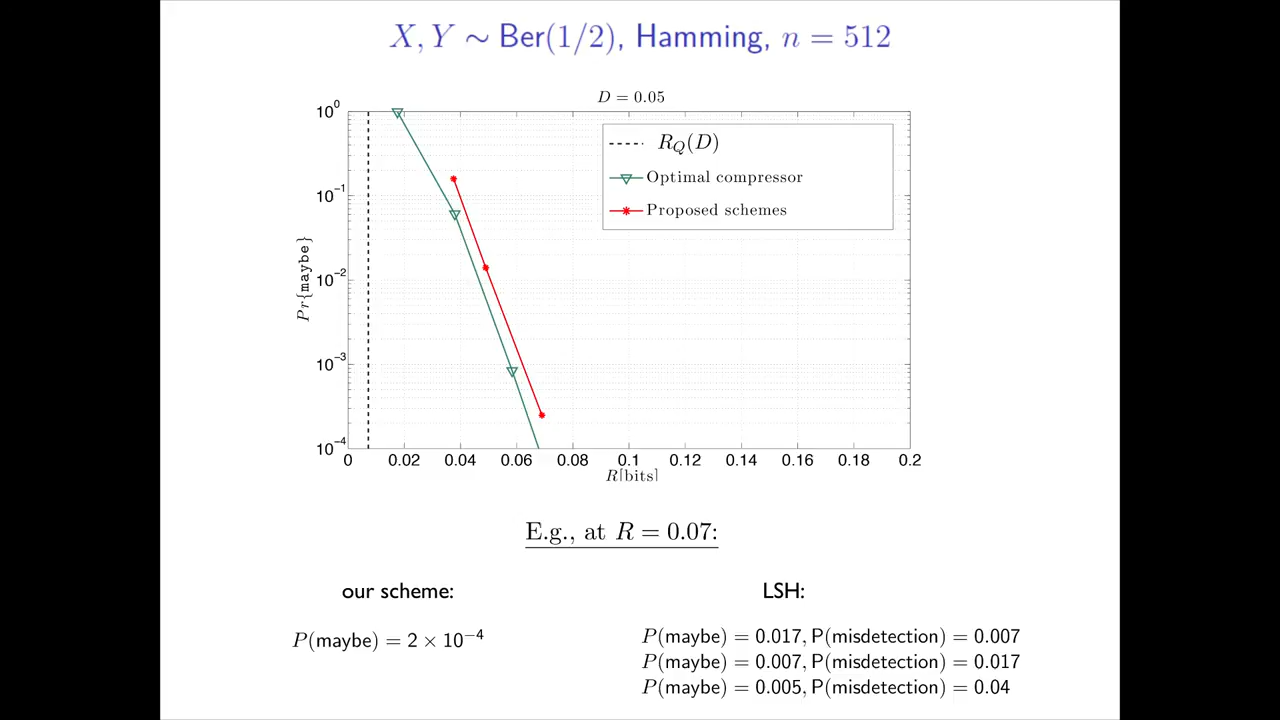 X, Y ∼ Ber(1/2), Hamming, n = 512
D = 0.05
10^0
10^−1
10^−2
10^−3
10^−4
Pr{maybe}
R_Q(D)
Optimal compressor
Proposed schemes
0 0.02 0.04 0.06 0.08 0.1 0.12 0.14 0.16 0.18 0.2
R[bits]
E.g., at R = 0.07:
our scheme:
P(maybe) = 2 × 10^−4
LSH:
P(maybe) = 0.017, P(misdetection) = 0.007
P(maybe) = 0.007, P(misdetection) = 0.017
P(maybe) = 0.005, P(misdetection) = 0.04